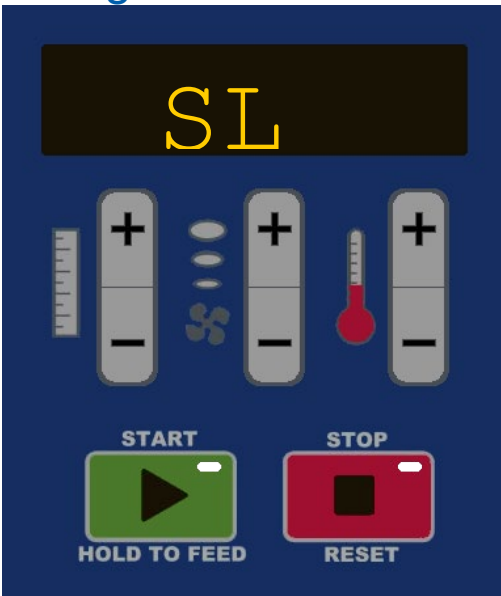 SL
+ + +
− − −
START STOP
HOLD TO FEED RESET